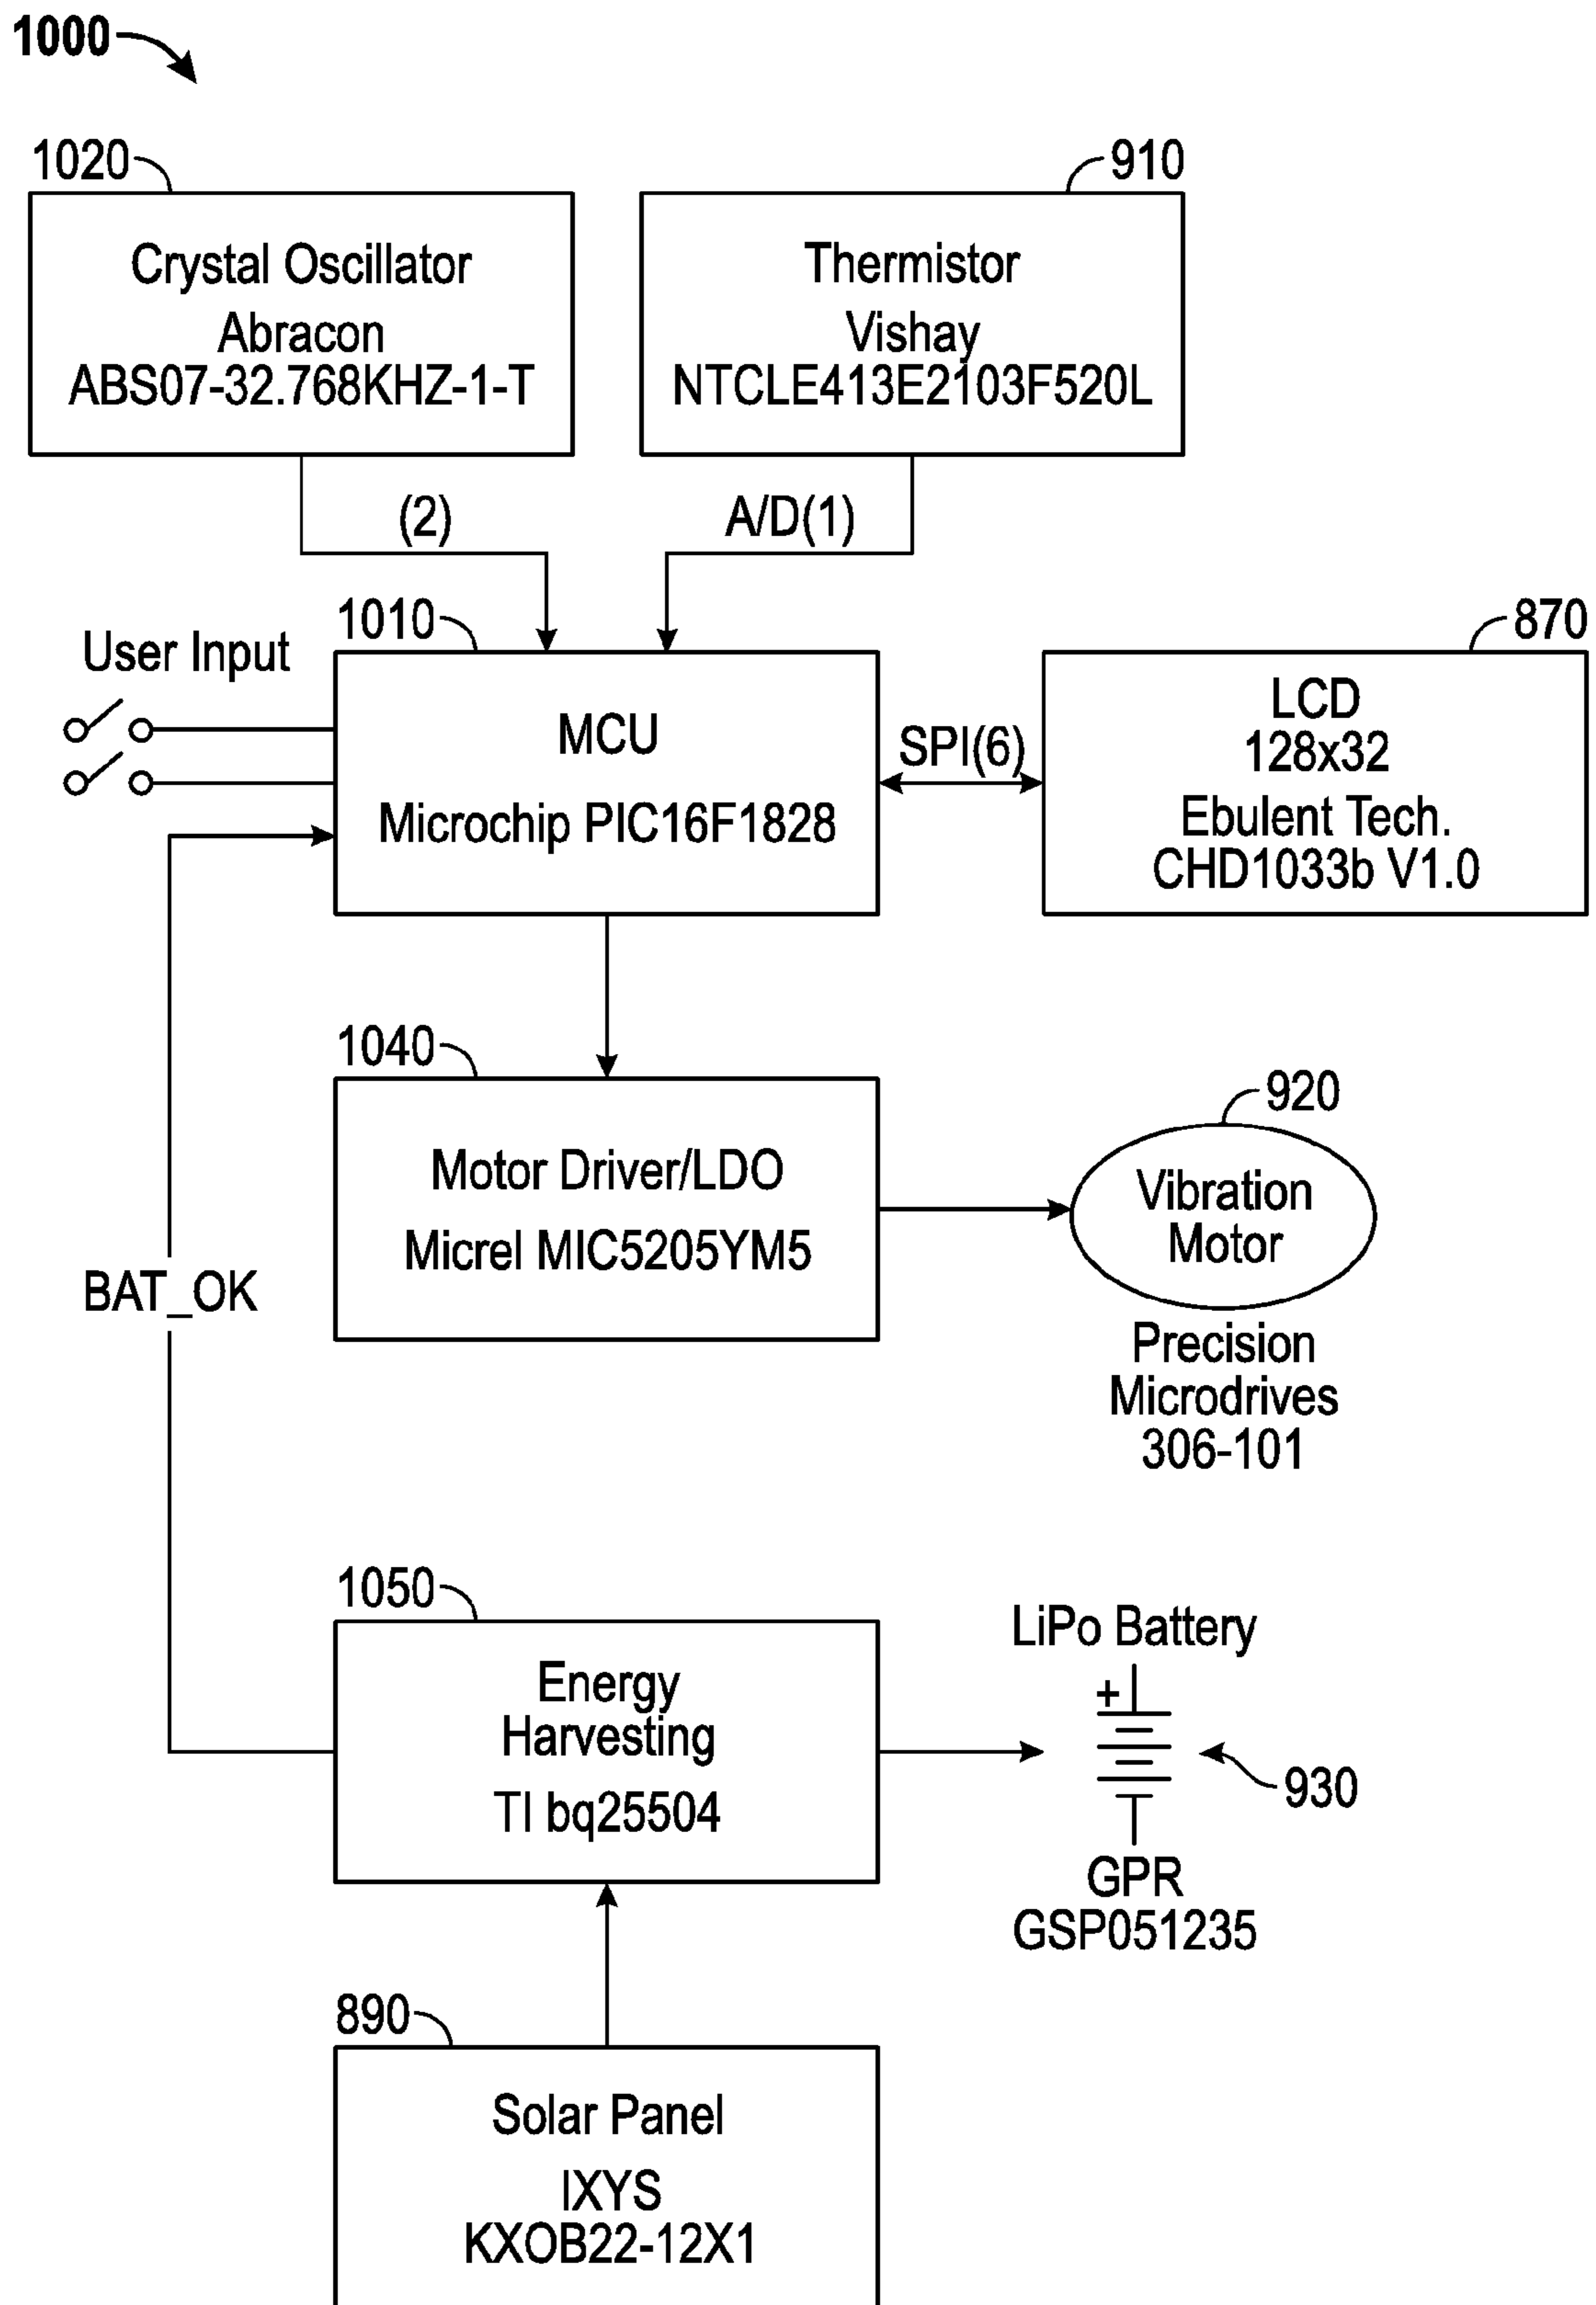 1000
1020
910
Crystal Oscillator
Abracon
ABS07-32.768KHZ-1-T
Thermistor
Vishay
NTCLE413E2103F520L
(2)
A/D(1)
1010
870
User Input
MCU
Microchip PIC16F1828
SPI(6)
LCD
128x32
Ebulent Tech.
CHD1033b V1.0
1040
920
Motor Driver/LDO
Micrel MIC5205YM5
Vibration
Motor
Precision
Microdrives
306-101
BAT_OK
1050
Energy
Harvesting
TI bq25504
LiPo Battery
+
930
GPR
GSP051235
890
Solar Panel
IXYS
KXOB22-12X1